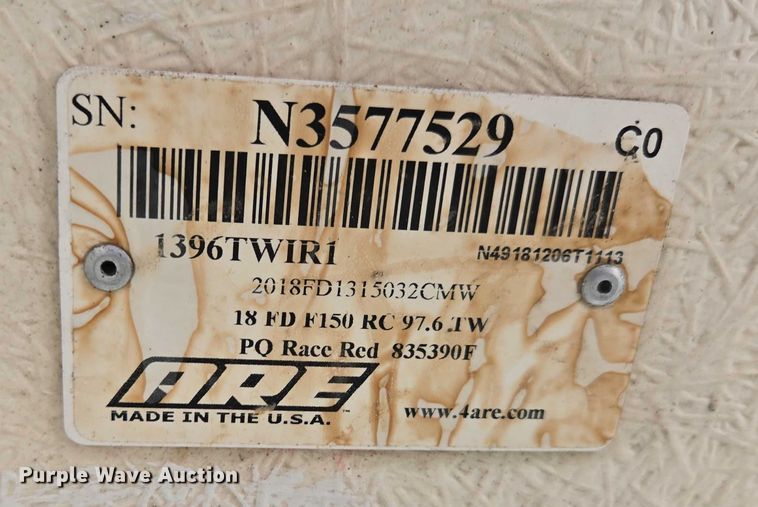 SN: N3577529 C0
1396TWIR1 N49181206T1113
2018FD1315032CMW
18 FD F150 RC 97.6 TW
PQ Race Red 835390F
ARE™
MADE IN THE U.S.A. www.4are.com
Purple Wave Auction